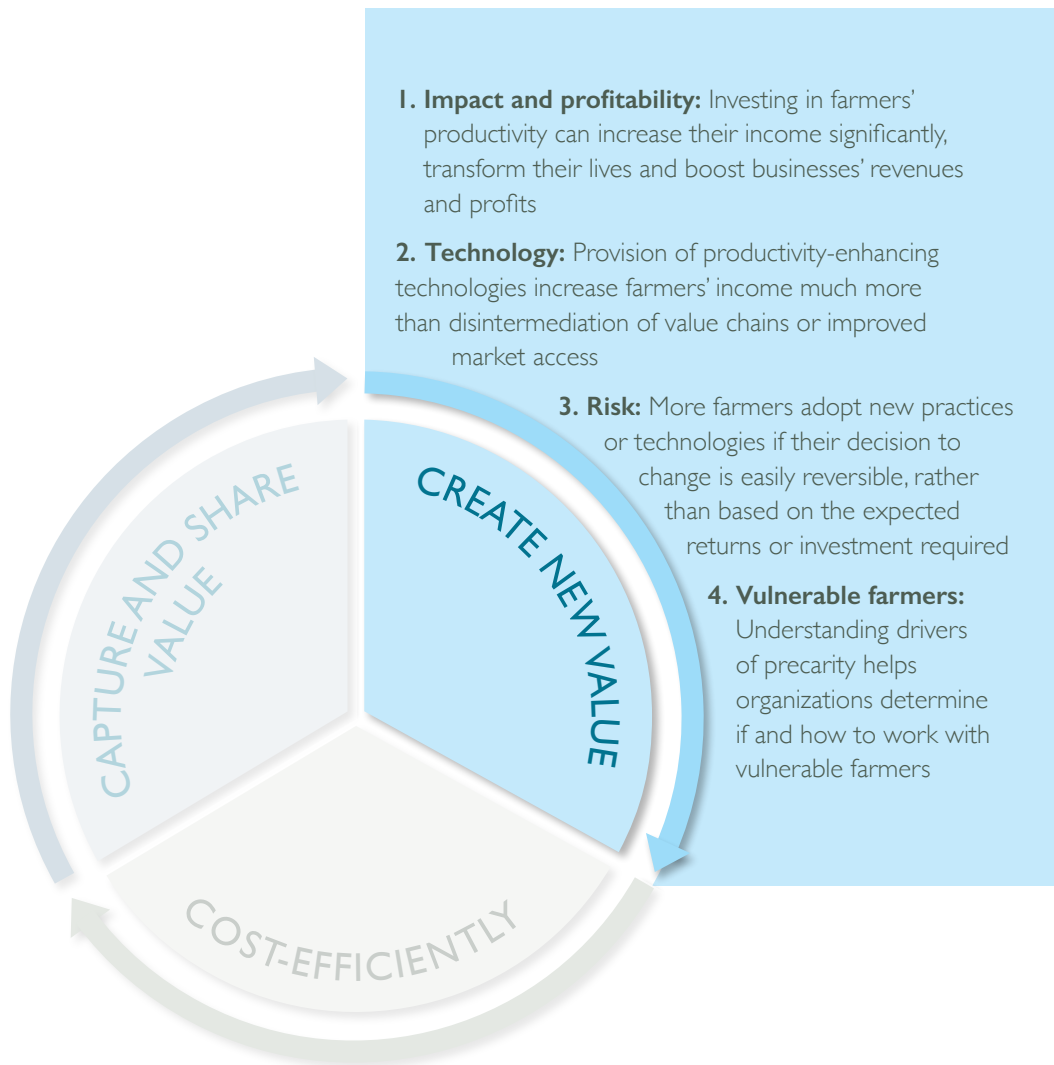 1. Impact and profitability: Investing in farmers'
productivity can increase their income significantly,
transform their lives and boost businesses' revenues
and profits
2. Technology: Provision of productivity-enhancing
technologies increase farmers' income much more
than disintermediation of value chains or improved
market access
3. Risk: More farmers adopt new practices
or technologies if their decision to
change is easily reversible, rather
than based on the expected
returns or investment required
4. Vulnerable farmers:
Understanding drivers
of precarity helps
organizations determine
if and how to work with
vulnerable farmers
CREATE NEW VALUE
COST-EFFICIENTLY
CAPTURE AND SHARE
VALUE